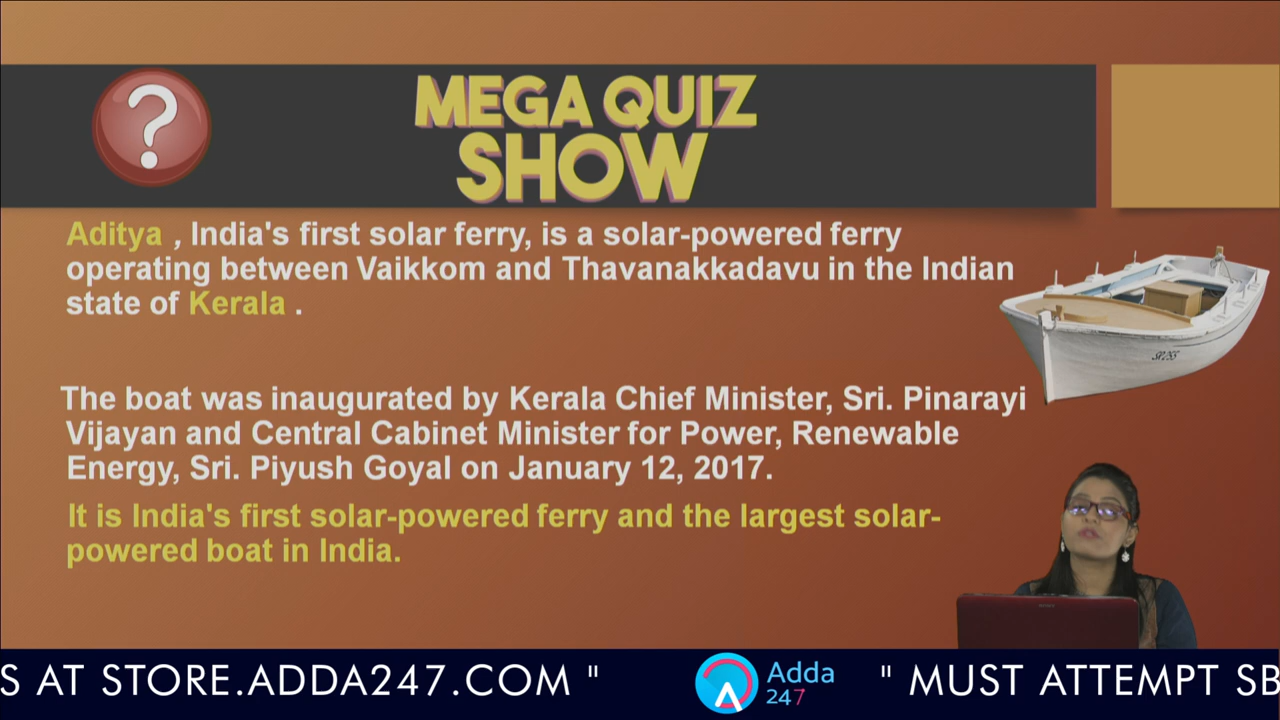 ?
MEGA QUIZ
SHOW
Aditya , India's first solar ferry, is a solar-powered ferry
operating between Vaikkom and Thavanakkadavu in the Indian
state of Kerala .
The boat was inaugurated by Kerala Chief Minister, Sri. Pinarayi
Vijayan and Central Cabinet Minister for Power, Renewable
Energy, Sri. Piyush Goyal on January 12, 2017.
It is India's first solar-powered ferry and the largest solar-
powered boat in India.
S AT STORE.ADDA247.COM "
Adda
247
" MUST ATTEMPT SB